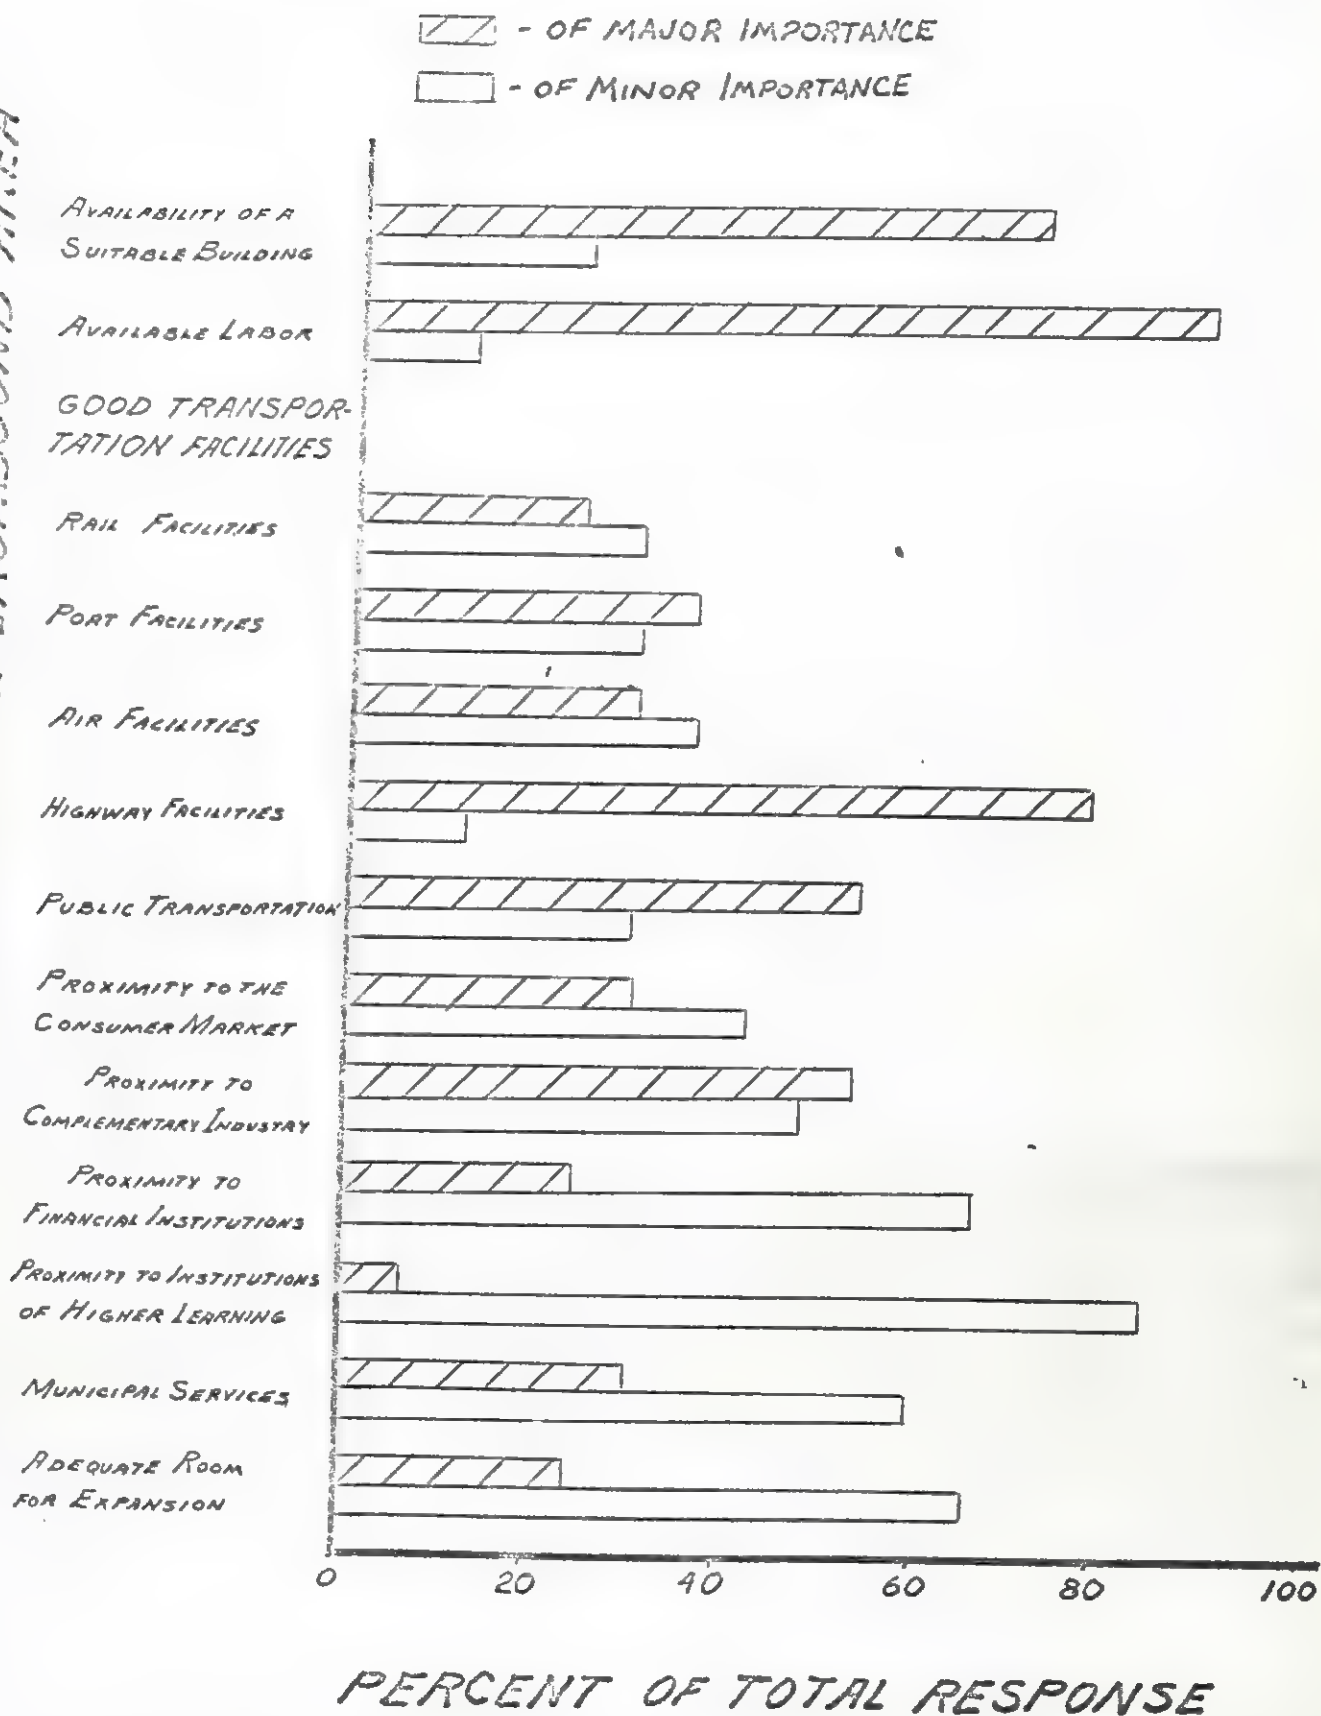 - OF MAJOR IMPORTANCE
- OF MINOR IMPORTANCE
AREA
AVAILABILITY OF A
SUITABLE BUILDING
AVAILABLE LABOR
GOOD TRANSPOR-
TATION FACILITIES
RAIL FACILITIES
PORT FACILITIES
AIR FACILITIES
HIGHWAY FACILITIES
PUBLIC TRANSPORTATION
PROXIMITY TO THE
CONSUMER MARKET
PROXIMITY TO
COMPLEMENTARY INDUSTRY
PROXIMITY TO
FINANCIAL INSTITUTIONS
PROXIMITY TO INSTITUTIONS
OF HIGHER LEARNING
MUNICIPAL SERVICES
ADEQUATE ROOM
FOR EXPANSION
0 20 40 60 80 100
PERCENT OF TOTAL RESPONSE